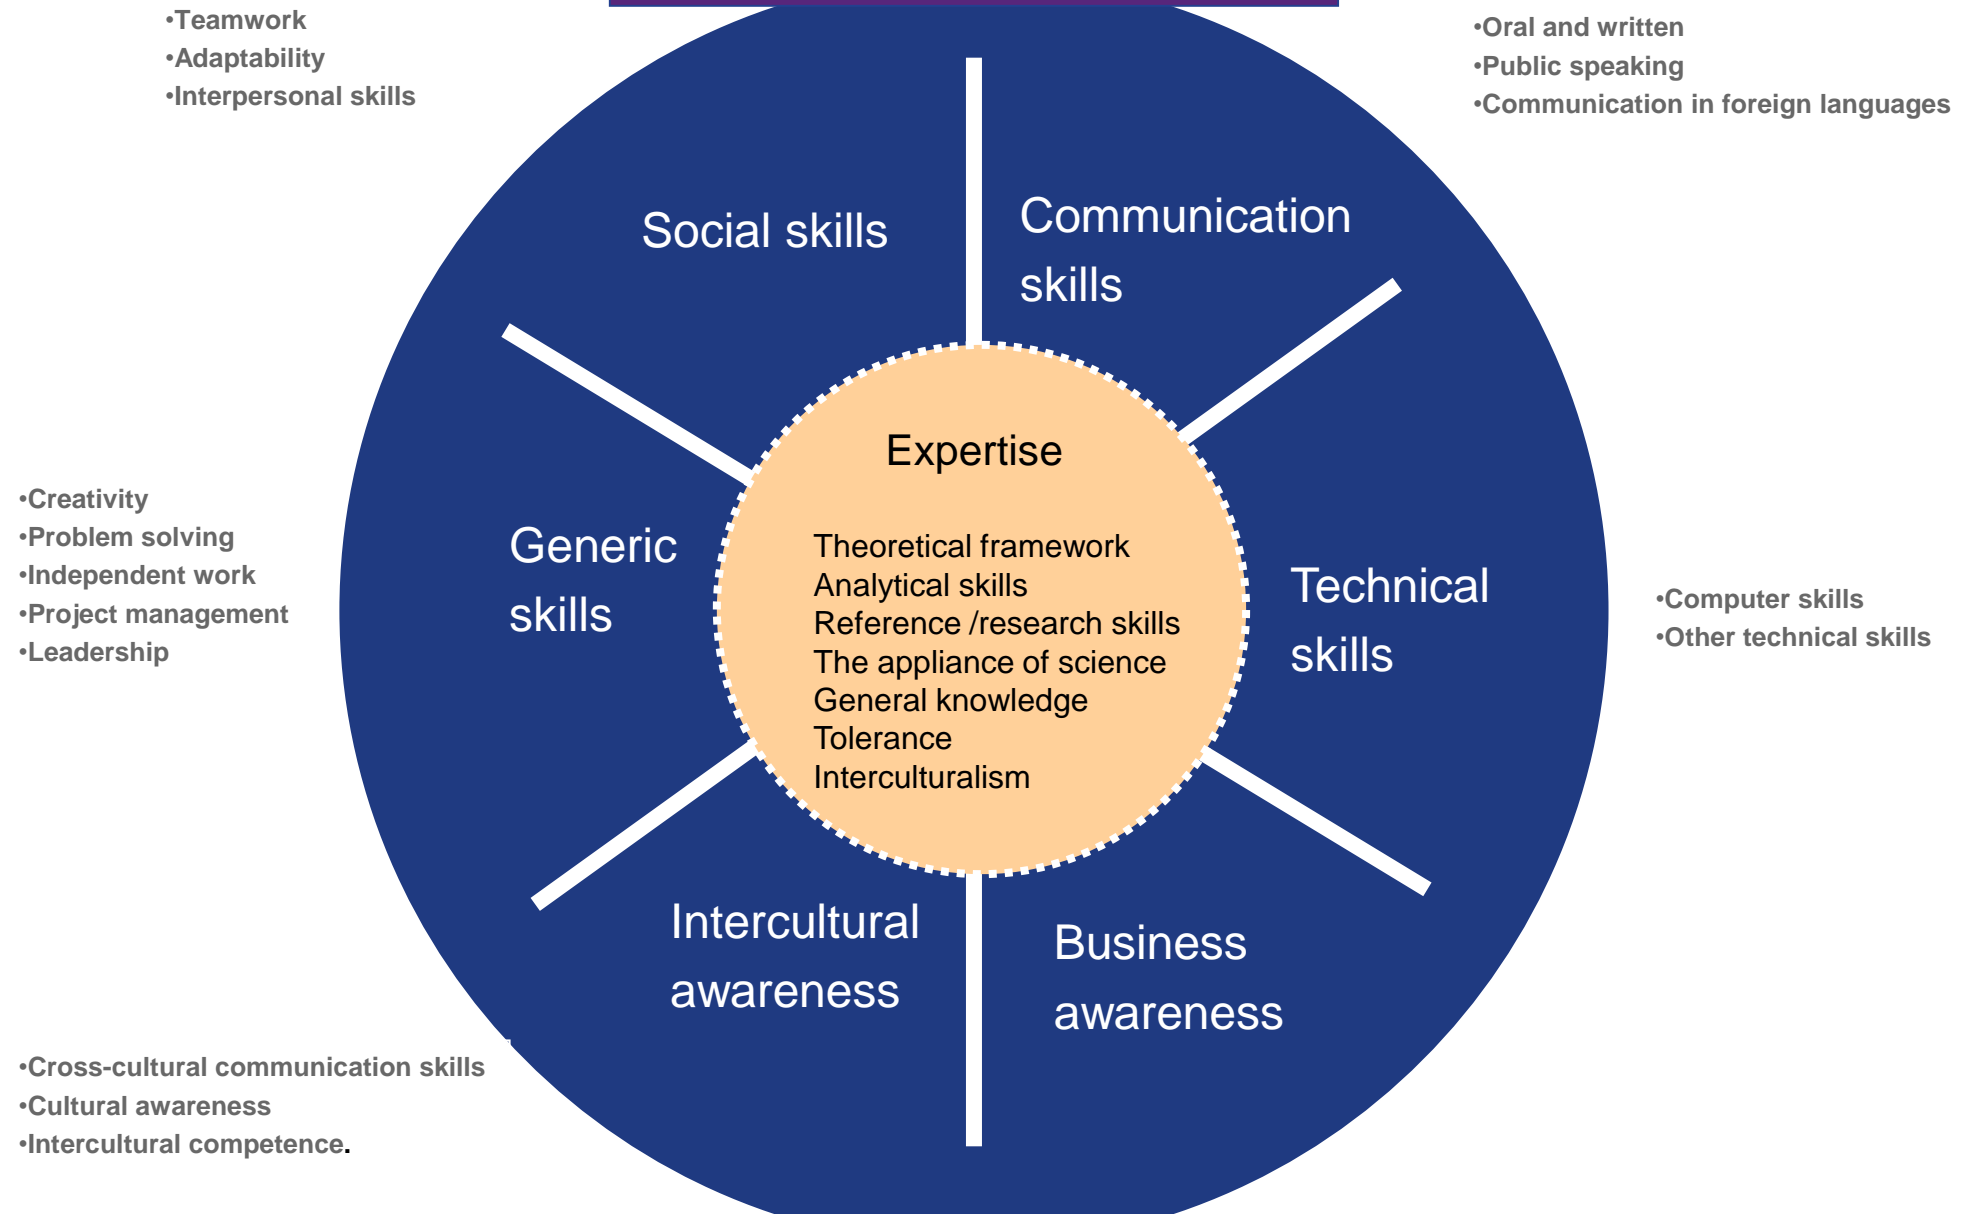 •Teamwork
•Adaptability
•Interpersonal skills
•Oral and written
•Public speaking
•Communication in foreign languages
Social skills
Communication
skills
Expertise
Theoretical framework
Analytical skills
Reference /research skills
The appliance of science
General knowledge
Tolerance
Interculturalism
•Creativity
•Problem solving
•Independent work
•Project management
•Leadership
Generic
skills
Technical
skills
•Computer skills
•Other technical skills
Intercultural
awareness
Business
awareness
•Cross-cultural communication skills
•Cultural awareness
•Intercultural competence.